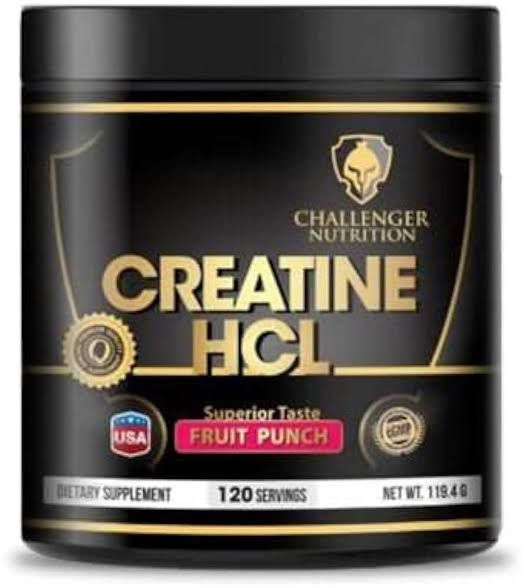 CHALLENGER
NUTRITION
CREATINE
HCL
Superior Taste
FRUIT PUNCH
USA
DIETARY SUPPLEMENT
120 SERVINGS
NET WT. 119.4 G